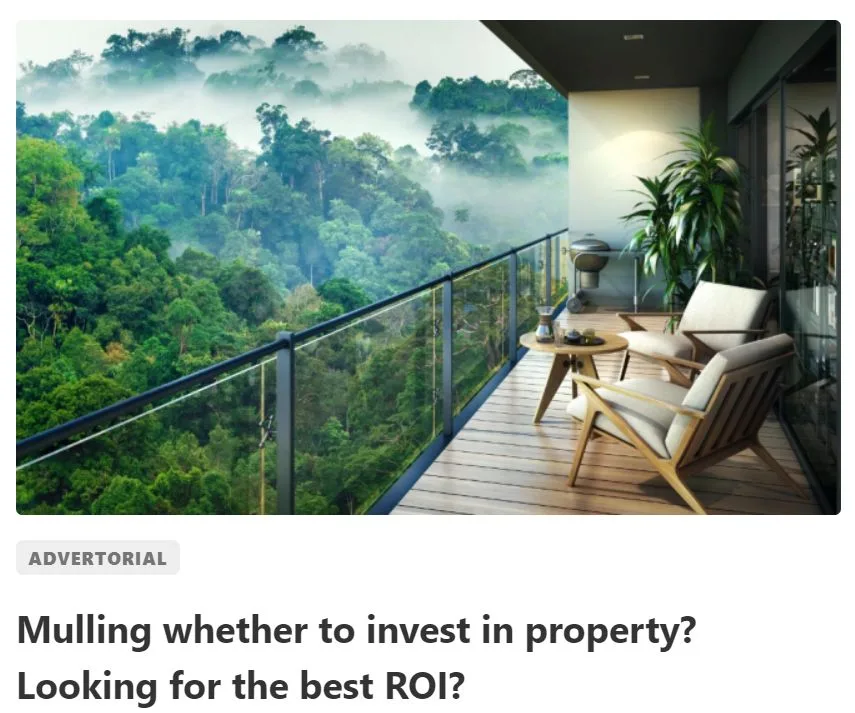 ADVERTORIAL
Mulling whether to invest in property?
Looking for the best ROI?